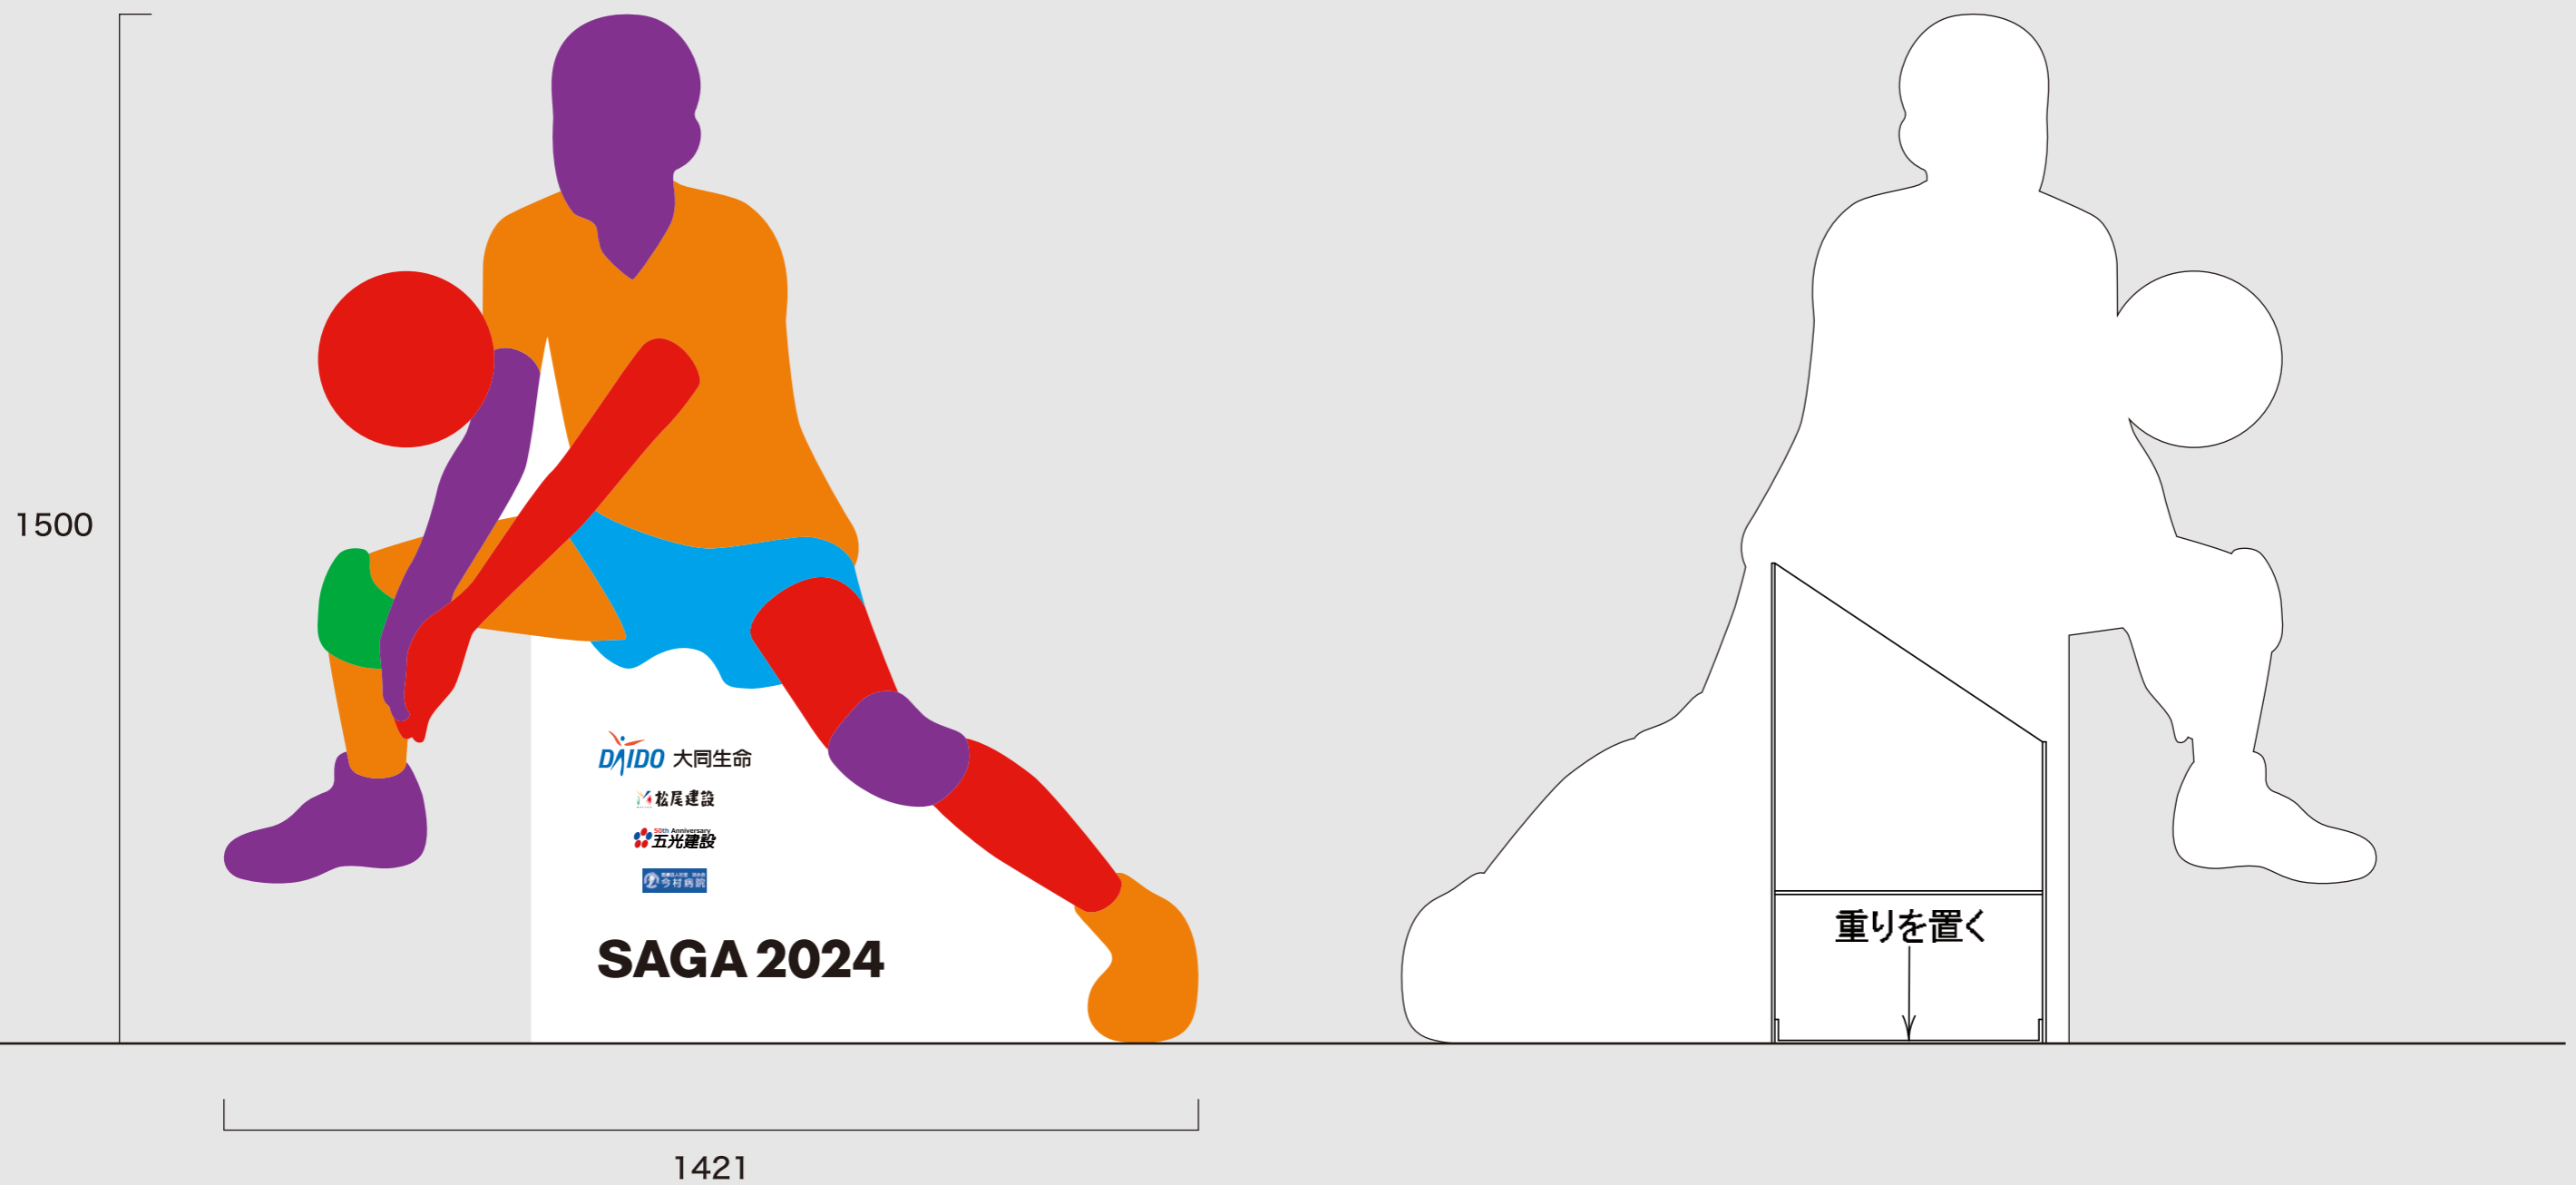 1500
DAIDO 大同生命
松尾建設
50th Anniversary
五光建設
今村病院
SAGA 2024
1421
重りを置く